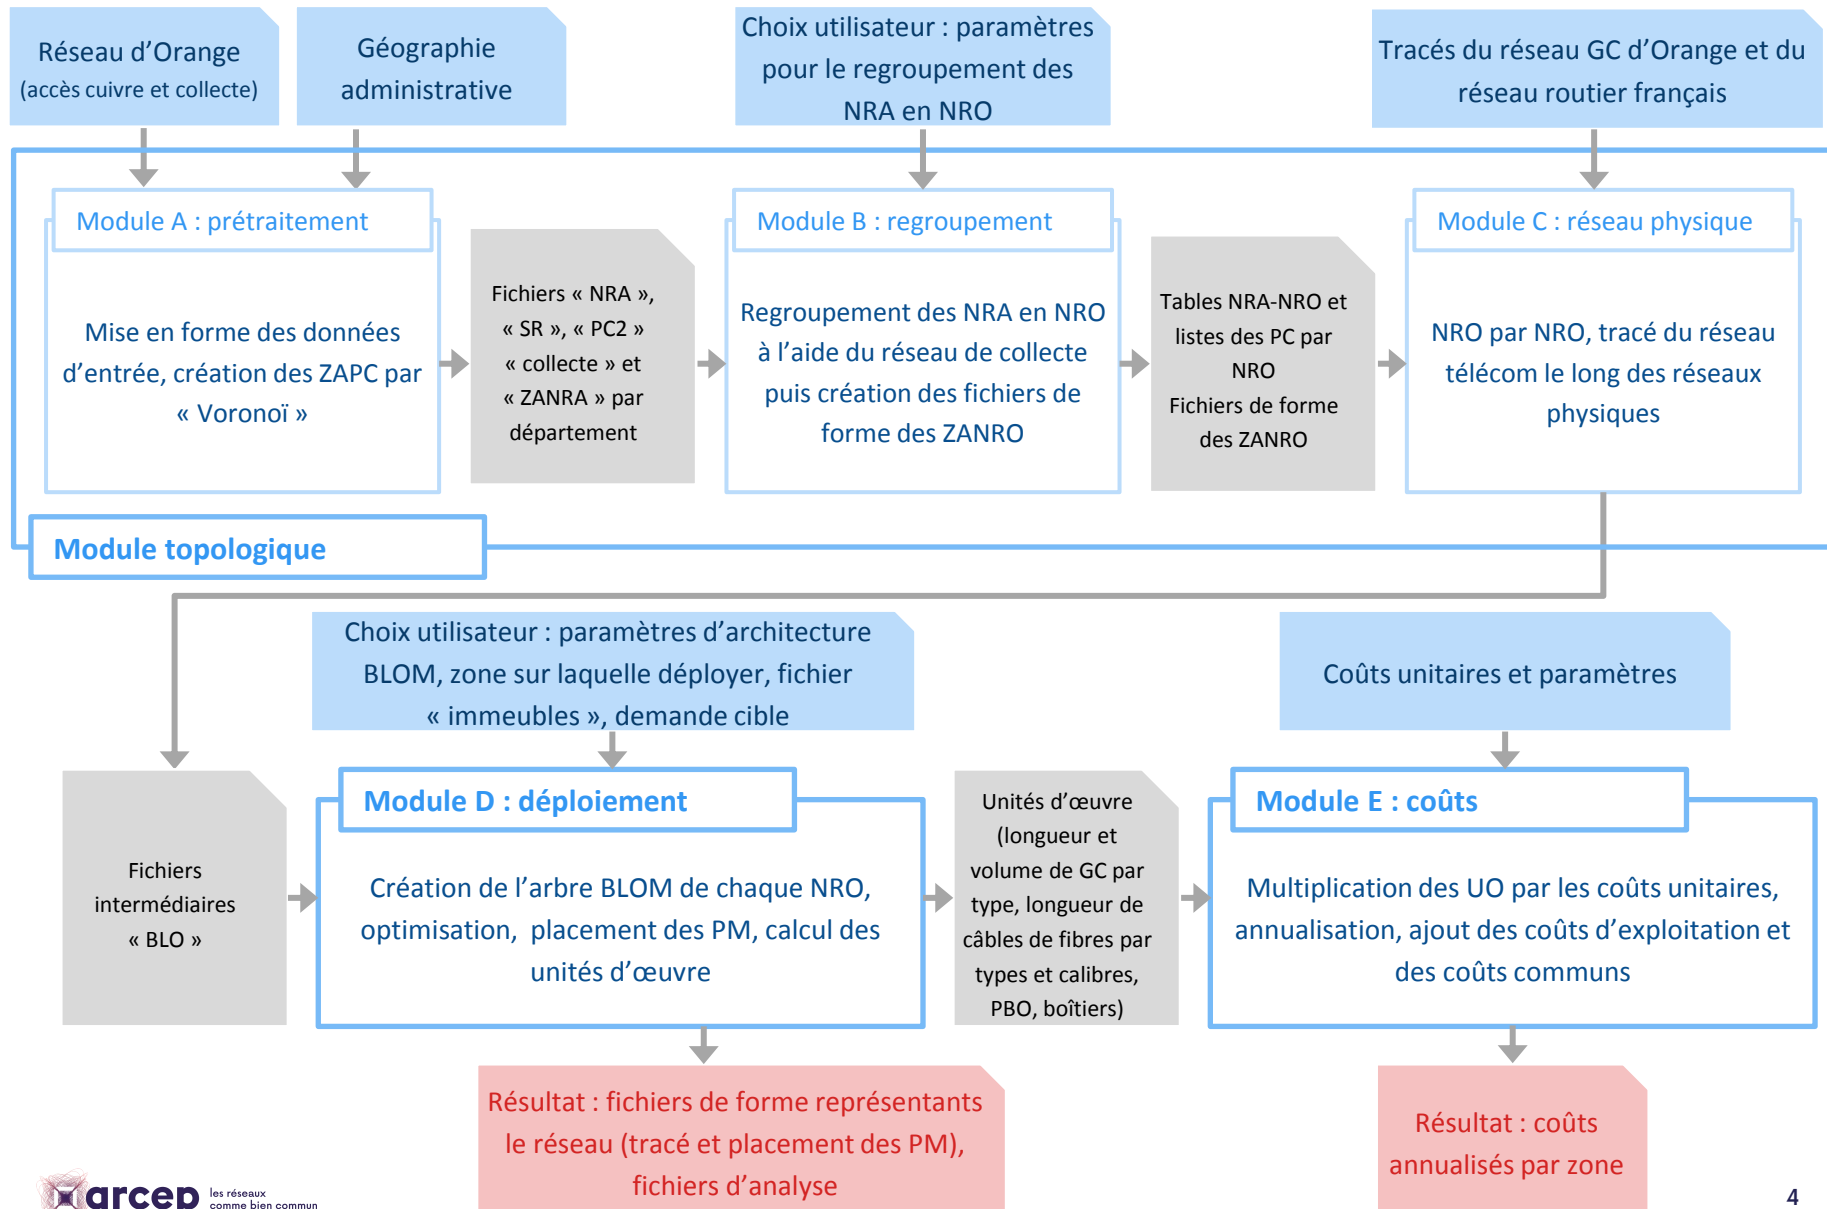 Réseau d'Orange
(accès cuivre et collecte)
Géographie
administrative
Choix utilisateur : paramètres
pour le regroupement des
NRA en NRO
Tracés du réseau GC d'Orange et du
réseau routier français
Module A : prétraitement
Mise en forme des données
d'entrée, création des ZAPC par
« Voronoï »
Fichiers « NRA »,
« SR », « PC2 »
« collecte » et
« ZANRA » par
département
Module B : regroupement
Regroupement des NRA en NRO
à l'aide du réseau de collecte
puis création des fichiers de
forme des ZANRO
Tables NRA-NRO et
listes des PC par
NRO
Fichiers de forme
des ZANRO
Module C : réseau physique
NRO par NRO, tracé du réseau
télécom le long des réseaux
physiques
Module topologique
Choix utilisateur : paramètres d'architecture
BLOM, zone sur laquelle déployer, fichier
« immeubles », demande cible
Coûts unitaires et paramètres
Fichiers
intermédiaires
« BLO »
Module D : déploiement
Création de l'arbre BLOM de chaque NRO,
optimisation, placement des PM, calcul des
unités d'œuvre
Unités d'œuvre
(longueur et
volume de GC par
type, longueur de
câbles de fibres par
types et calibres,
PBO, boîtiers)
Module E : coûts
Multiplication des UO par les coûts unitaires,
annualisation, ajout des coûts d'exploitation et
des coûts communs
Résultat : fichiers de forme représentants
le réseau (tracé et placement des PM),
fichiers d'analyse
Résultat : coûts
annualisés par zone
arcep
les réseaux
comme bien commun
4